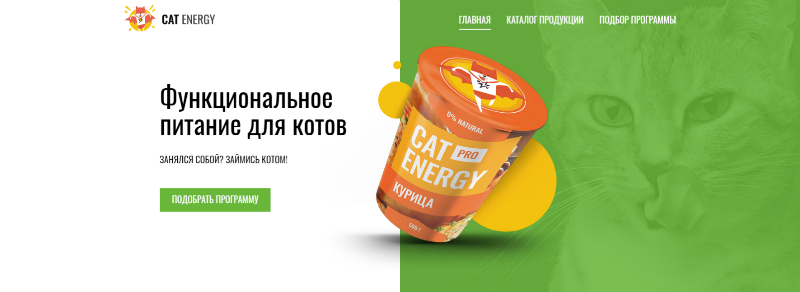 CAT ENERGY
ГЛАВНАЯ
КАТАЛОГ ПРОДУКЦИИ
ПОДБОР ПРОГРАММЫ
Функциональное
питание для котов
ЗАНЯЛСЯ СОБОЙ? ЗАЙМИСЬ КОТОМ!
ПОДОБРАТЬ ПРОГРАММУ
0% NATURAL
CAT PRO
ENERGY
КУРИЦА